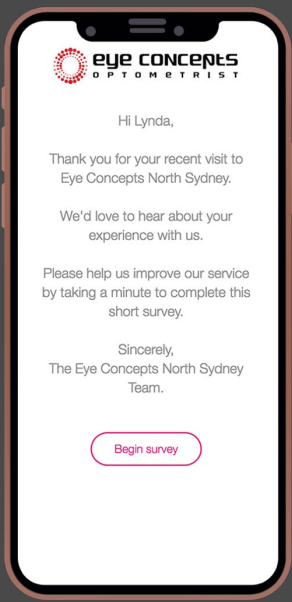 eye concepts
OPTOMETRIST
Hi Lynda,
Thank you for your recent visit to
Eye Concepts North Sydney.
We'd love to hear about your
experience with us.
Please help us improve our service
by taking a minute to complete this
short survey.
Sincerely,
The Eye Concepts North Sydney
Team.
Begin survey